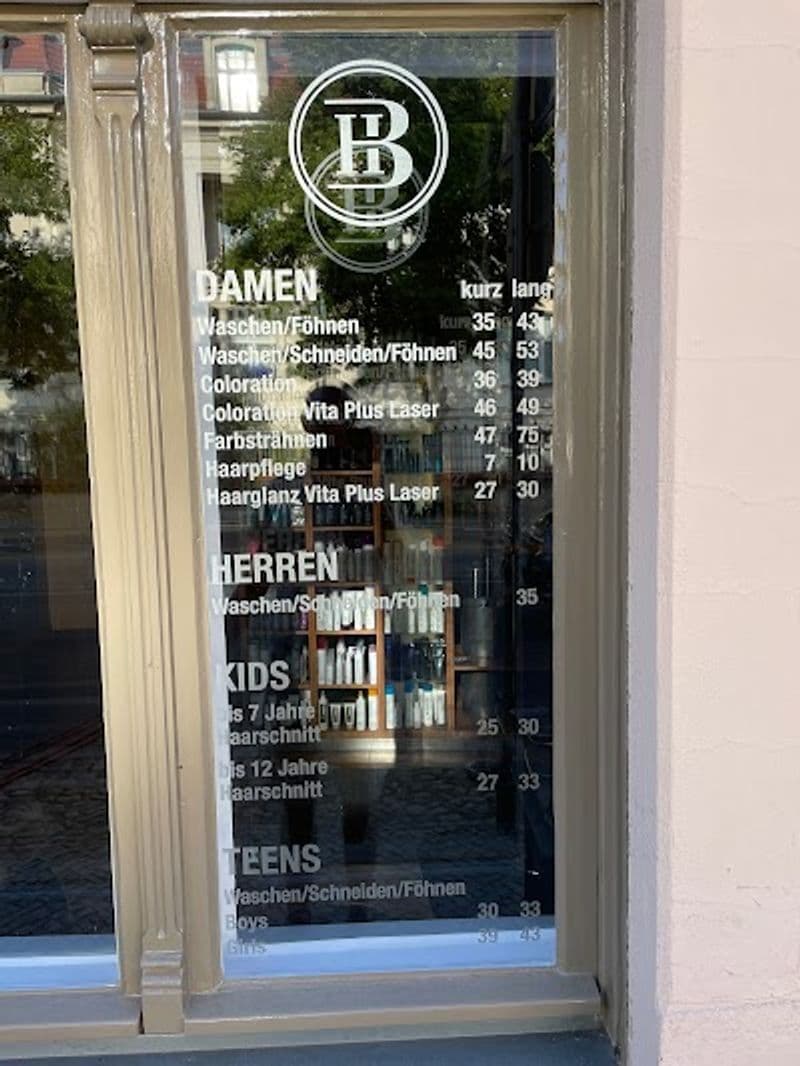 HB
DAMEN kurz lang
Waschen/Föhnen 35 43
Waschen/Schneiden/Föhnen 45 53
Coloration 36 39
Coloration Vita Plus Laser 46 49
Farbsträhnen 47 75
Haarpflege 7 10
Haarglanz Vita Plus Laser 27 30
HERREN
Waschen/Schneiden/Föhnen 35
KIDS
bis 7 Jahre
Haarschnitt 25 30
bis 12 Jahre
Haarschnitt 27 33
TEENS
Waschen/Schneiden/Föhnen
Boys 30 33
Girls 39 43